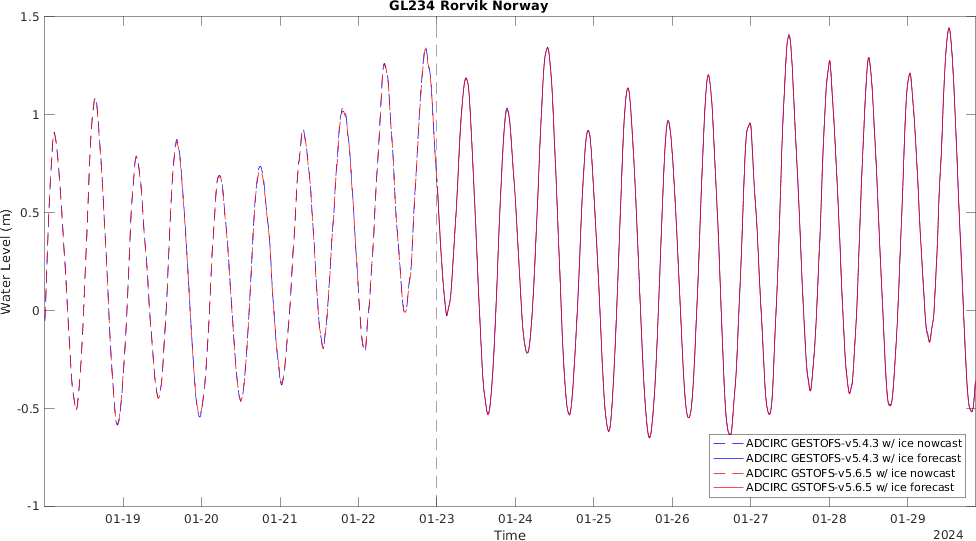 GL234 Rorvik Norway
Water Level (m)
1.5
1
0.5
0
-0.5
-1
ADCIRC GESTOFS-v5.4.3 w/ ice nowcast
ADCIRC GESTOFS-v5.4.3 w/ ice forecast
ADCIRC GSTOFS-v5.6.5 w/ ice nowcast
ADCIRC GSTOFS-v5.6.5 w/ ice forecast
01-19 01-20 01-21 01-22 01-23 01-24 01-25 01-26 01-27 01-28 01-29
Time
2024